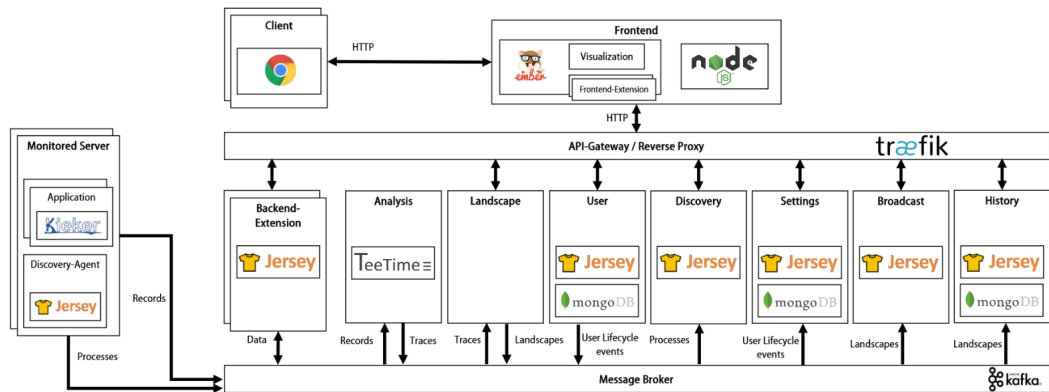 Client
Frontend
HTTP
Visualization
ember
node
JS
Frontend-Extension
HTTP
Monitored Server
API-Gateway / Reverse Proxy
træfik
Application
Kieker
Discovery-Agent
Jersey
Backend-
Extension
Jersey
Analysis
TeeTime
Landscape
User
Jersey
mongoDB
Discovery
Jersey
Settings
Jersey
mongoDB
Broadcast
Jersey
History
Jersey
mongoDB
Records
Processes
Data
Records
Traces
Traces
Landscapes
User Lifecycle
events
Processes
User Lifecycle
events
Landscapes
Landscapes
Message Broker
kafka